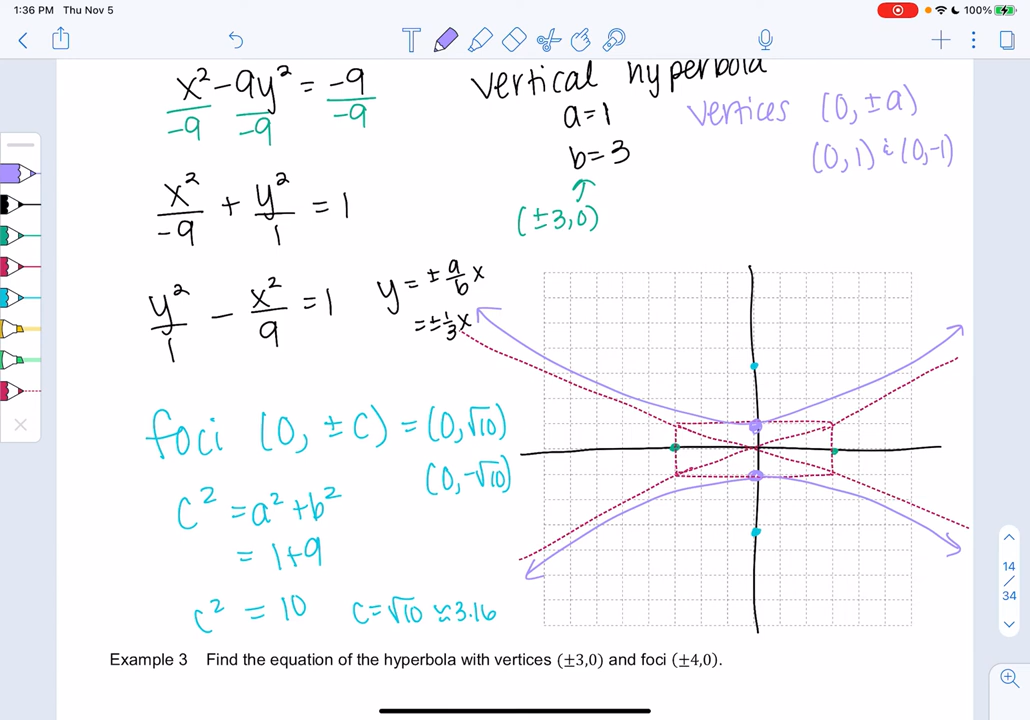 1:36 PM Thu Nov 5
100%
T
x² - 9y² = -9
-9 -9 -9
x²/-9 + y²/1 = 1
y²/1 - x²/9 = 1
vertical hyperbola
a=1
b=3
(±3,0)
vertices (0, ±a)
(0,1) & (0,-1)
y = ± a/b x
= ± 1/3 x
foci (0, ±c) = (0,√10)
(0,-√10)
c² = a² + b²
= 1+9
c² = 10 c=√10 ≈3.16
14
/
34
Example 3 Find the equation of the hyperbola with vertices (±3,0) and foci (±4,0).